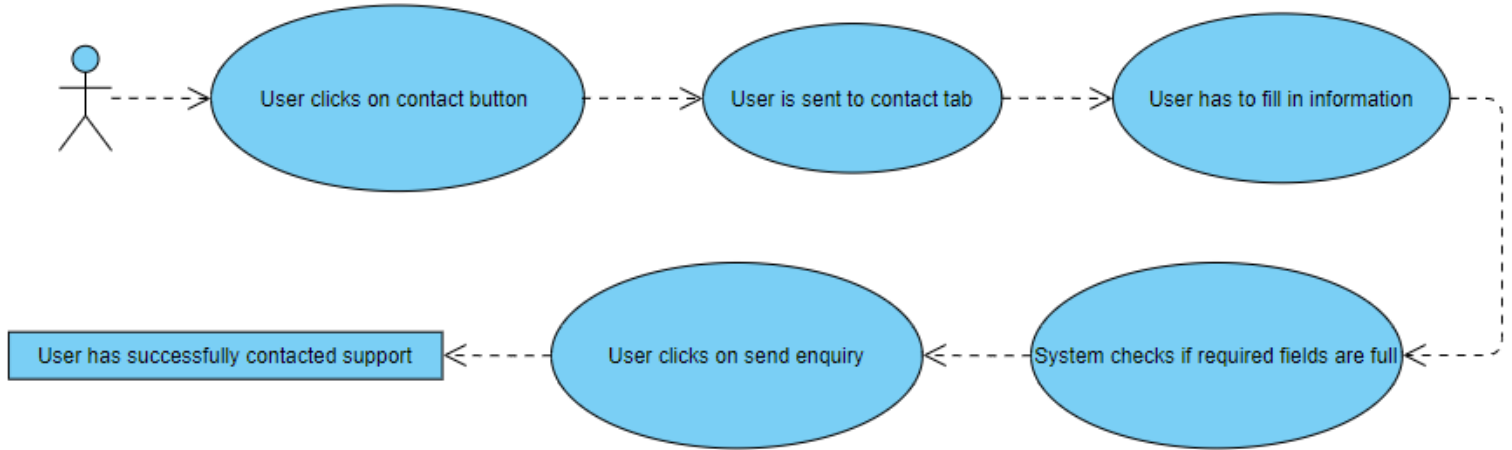 User clicks on contact button
User is sent to contact tab
User has to fill in information
System checks if required fields are full
User clicks on send enquiry
User has successfully contacted support